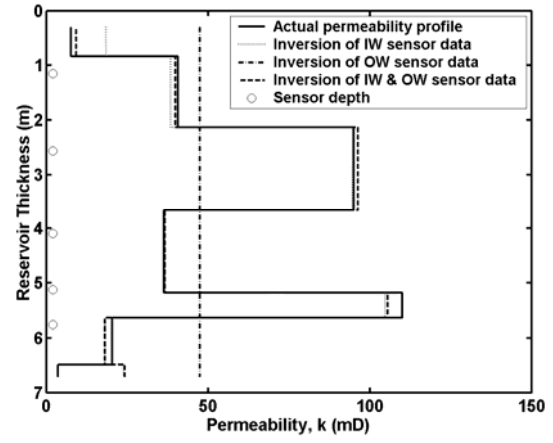 0
1
2
3
4
5
6
7
Reservoir Thickness (m)
Actual permeability profile
Inversion of IW sensor data
Inversion of OW sensor data
Inversion of IW & OW sensor data
Sensor depth
0
50
100
150
Permeability, k (mD)